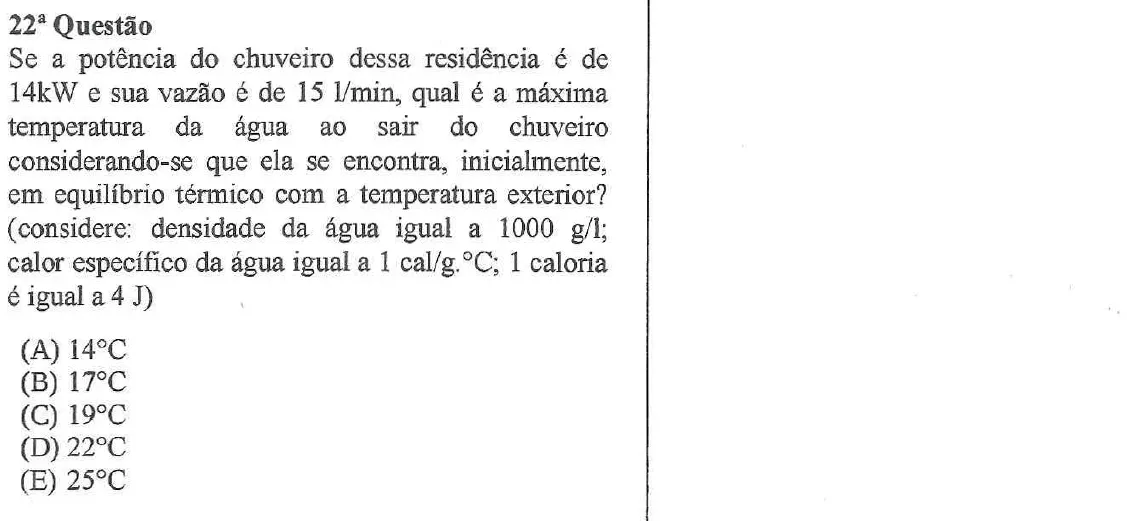 22ª Questão
Se a potência do chuveiro dessa residência é de
14kW e sua vazão é de 15 l/min, qual é a máxima
temperatura da água ao sair do chuveiro
considerando-se que ela se encontra, inicialmente,
em equilíbrio térmico com a temperatura exterior?
(considere: densidade da água igual a 1000 g/l;
calor específico da água igual a 1 cal/g.°C; 1 caloria
é igual a 4 J)
(A) 14°C
(B) 17°C
(C) 19°C
(D) 22°C
(E) 25°C